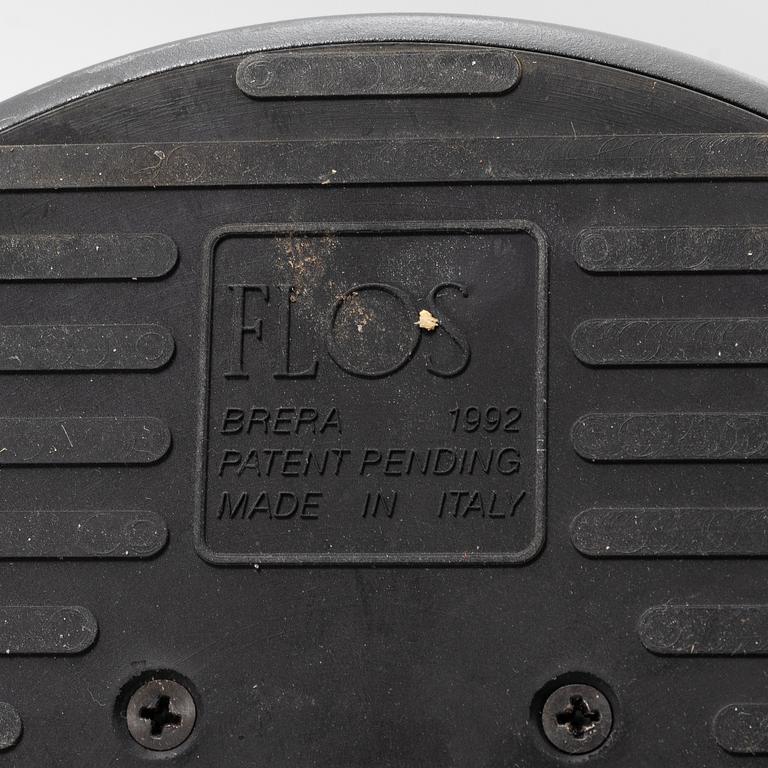 FLOS
BRERA 1992
PATENT PENDING
MADE IN ITALY